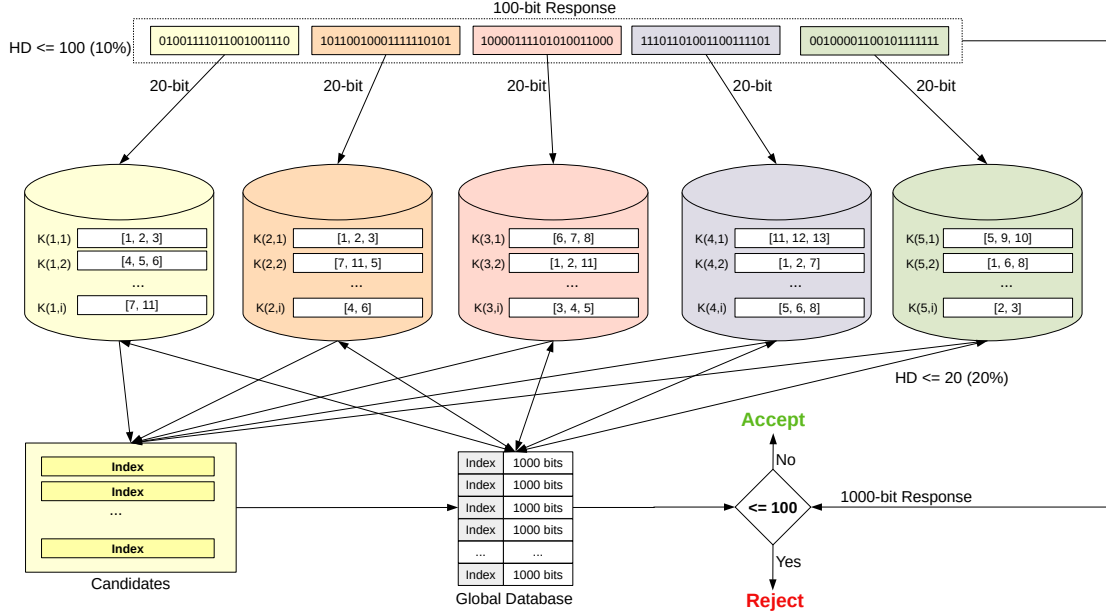 100-bit Response
HD <= 100 (10%)
01001111011001001110
10110010001111110101
10000111101010011000
11101101001100111101
00100001100101111111
20-bit
20-bit
20-bit
20-bit
20-bit
K(1,1) [1, 2, 3]
K(1,2) [4, 5, 6]
...
K(1,i) [7, 11]
K(2,1) [1, 2, 3]
K(2,2) [7, 11, 5]
...
K(2,i) [4, 6]
K(3,1) [6, 7, 8]
K(3,2) [1, 2, 11]
...
K(3,i) [3, 4, 5]
K(4,1) [11, 12, 13]
K(4,2) [1, 2, 7]
...
K(4,i) [5, 6, 8]
K(5,1) [5, 9, 10]
K(5,2) [1, 6, 8]
...
K(5,i) [2, 3]
HD <= 20 (20%)
Index
Index
...
Index
Candidates
Index 1000 bits
Index 1000 bits
Index 1000 bits
Index 1000 bits
... ...
Index 1000 bits
Global Database
Accept
No
<= 100
Yes
Reject
1000-bit Response